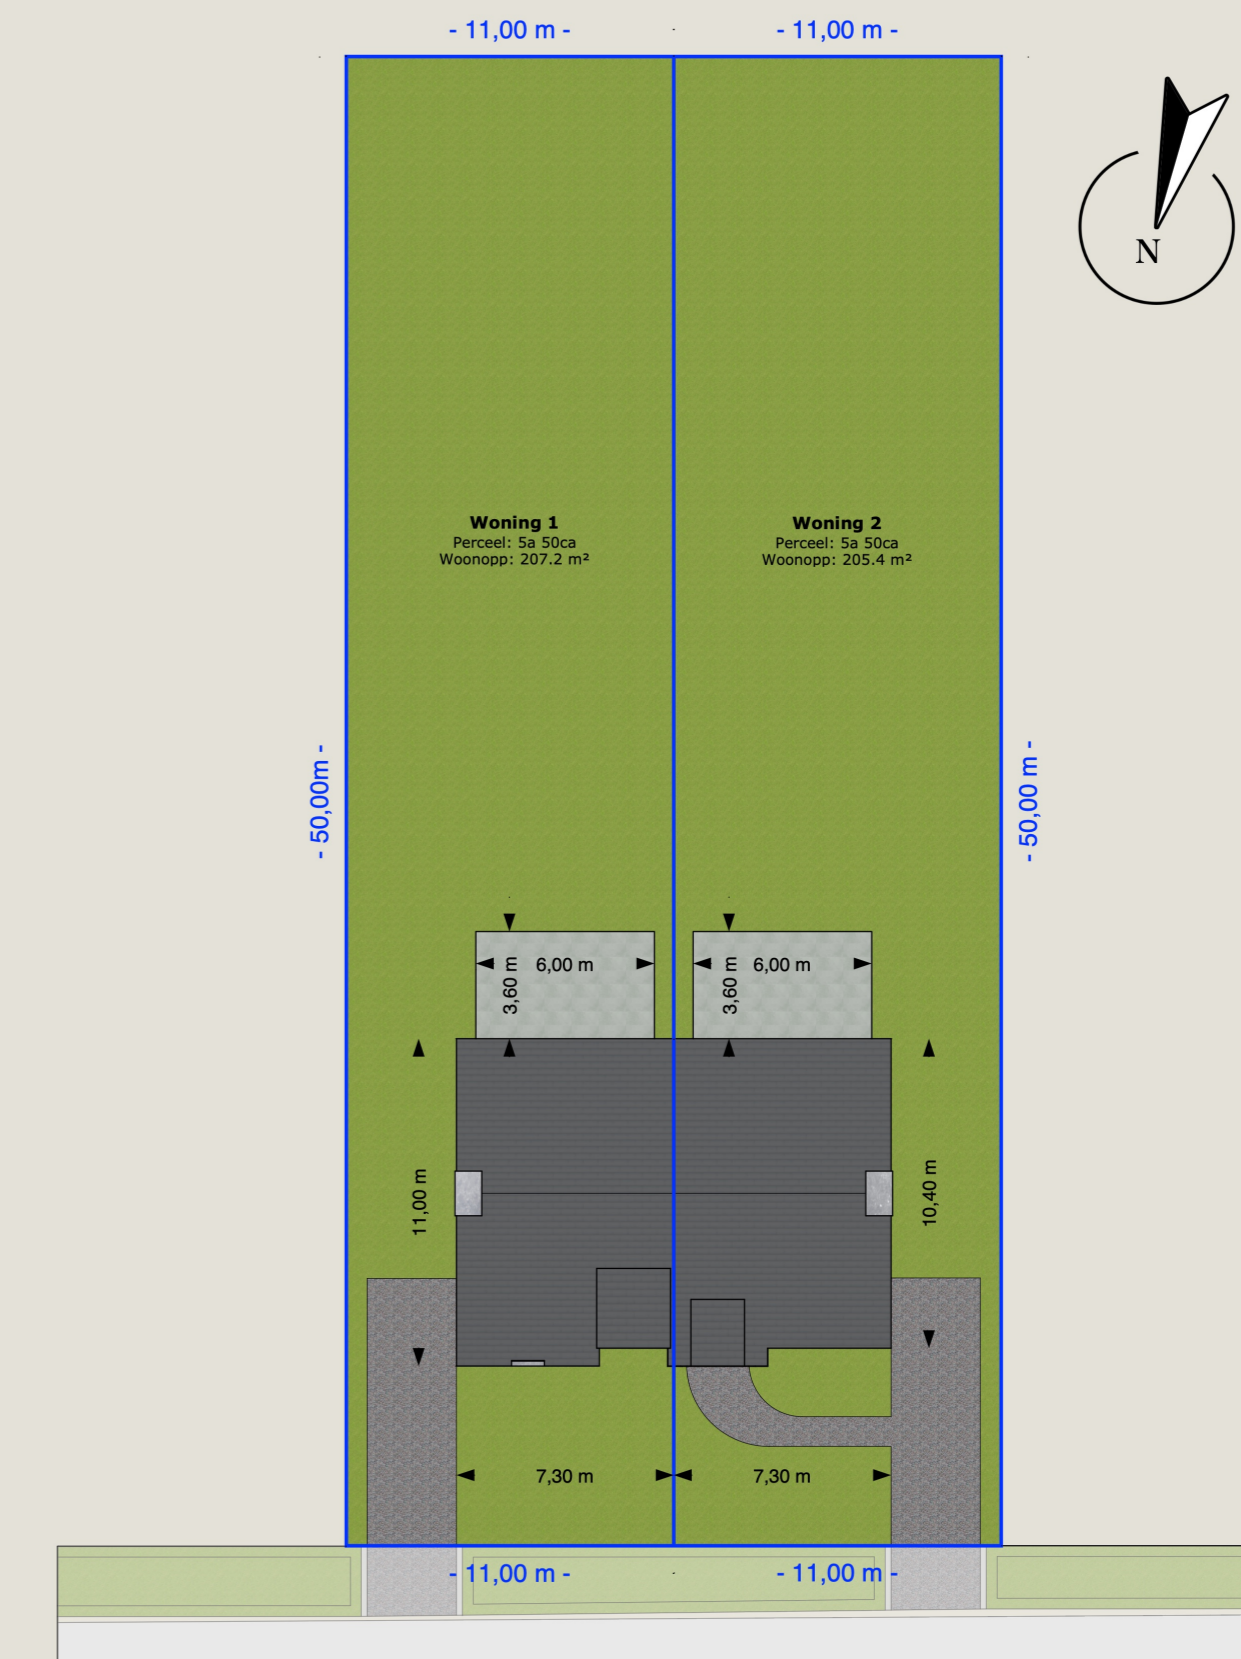 - 11,00 m -
- 11,00 m -
N
Woning 1
Perceel: 5a 50ca
Woonopp: 207.2 m²
Woning 2
Perceel: 5a 50ca
Woonopp: 205.4 m²
- 50,00m -
- 50,00 m -
3,60 m
6,00 m
3,60 m
6,00 m
11,00 m
10,40 m
7,30 m
7,30 m
- 11,00 m -
- 11,00 m -